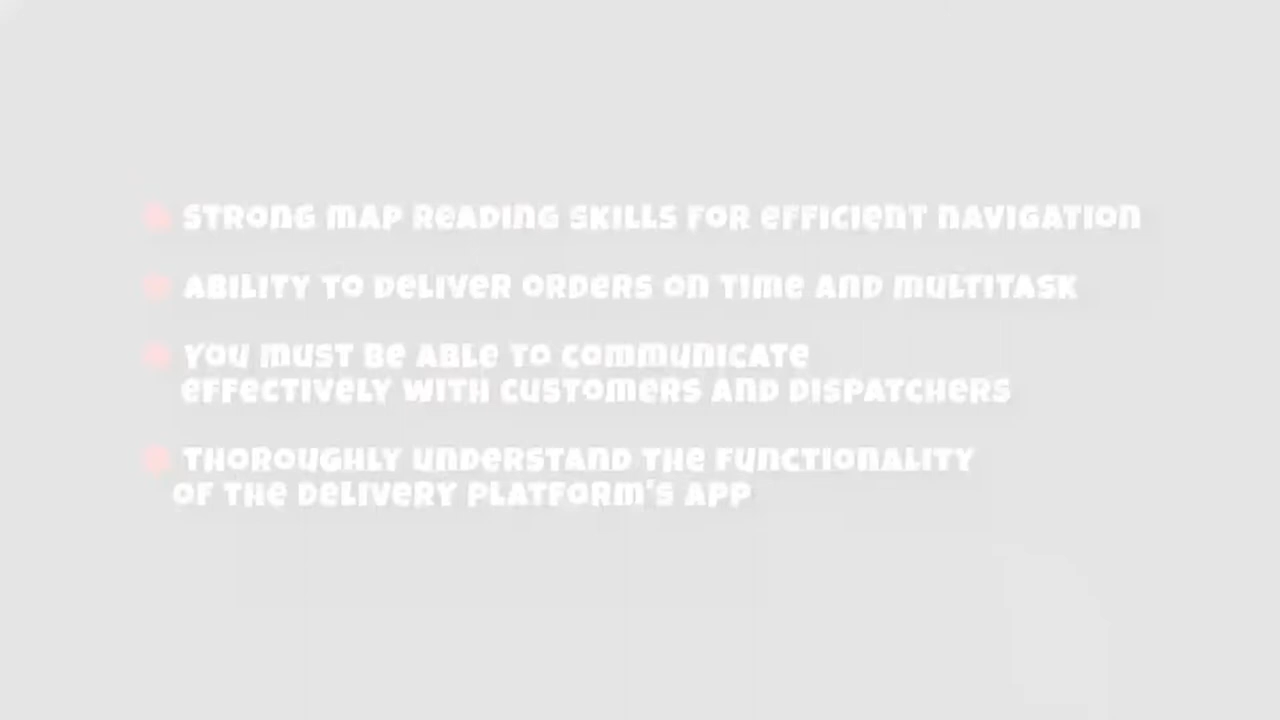 STRONG MAP READING SKILLS FOR EFFICIENT NAVIGATION
ABILITY TO DELIVER ORDERS ON TIME AND MULTITASK
YOU MUST BE ABLE TO COMMUNICATE
EFFECTIVELY WITH CUSTOMERS AND DISPATCHERS
THOROUGHLY UNDERSTAND THE FUNCTIONALITY
OF THE DELIVERY PLATFORM'S APP